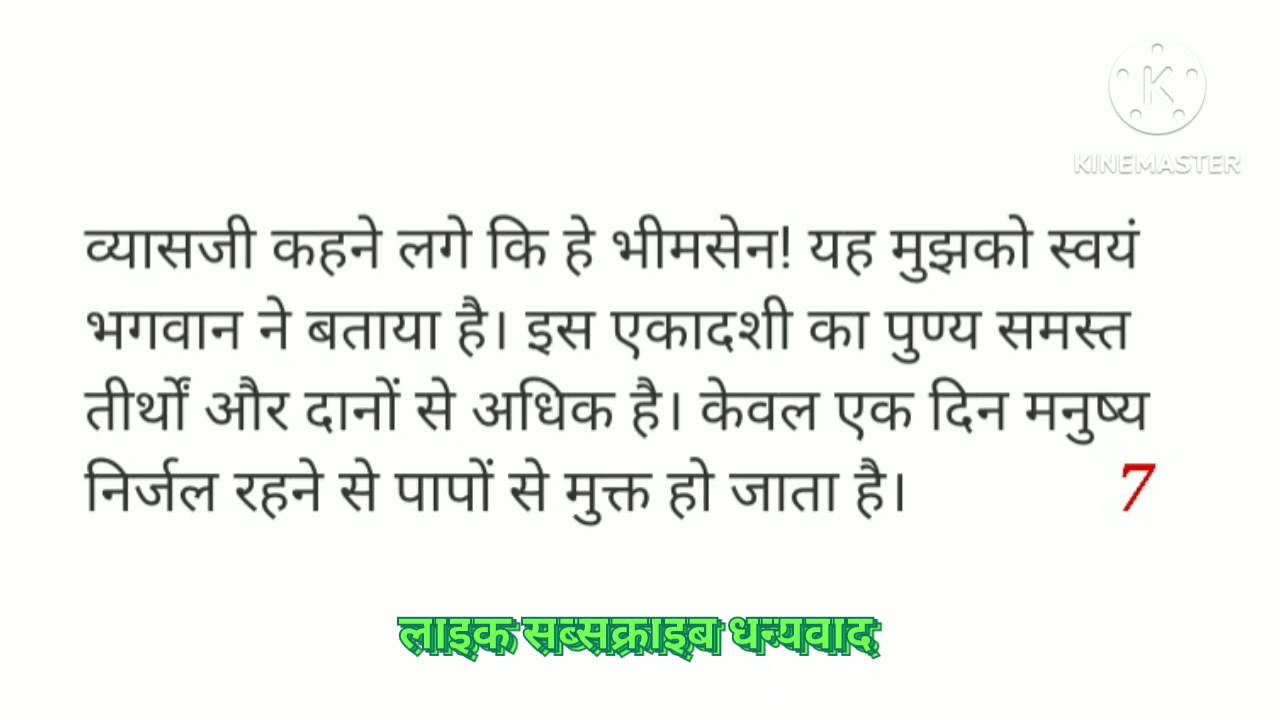 KINEMASTER
व्यासजी कहने लगे कि हे भीमसेन! यह मुझको स्वयं
भगवान ने बताया है। इस एकादशी का पुण्य समस्त
तीर्थों और दानों से अधिक है। केवल एक दिन मनुष्य
निर्जल रहने से पापों से मुक्त हो जाता है। 7
लाइक सब्सक्राइब धन्यवाद